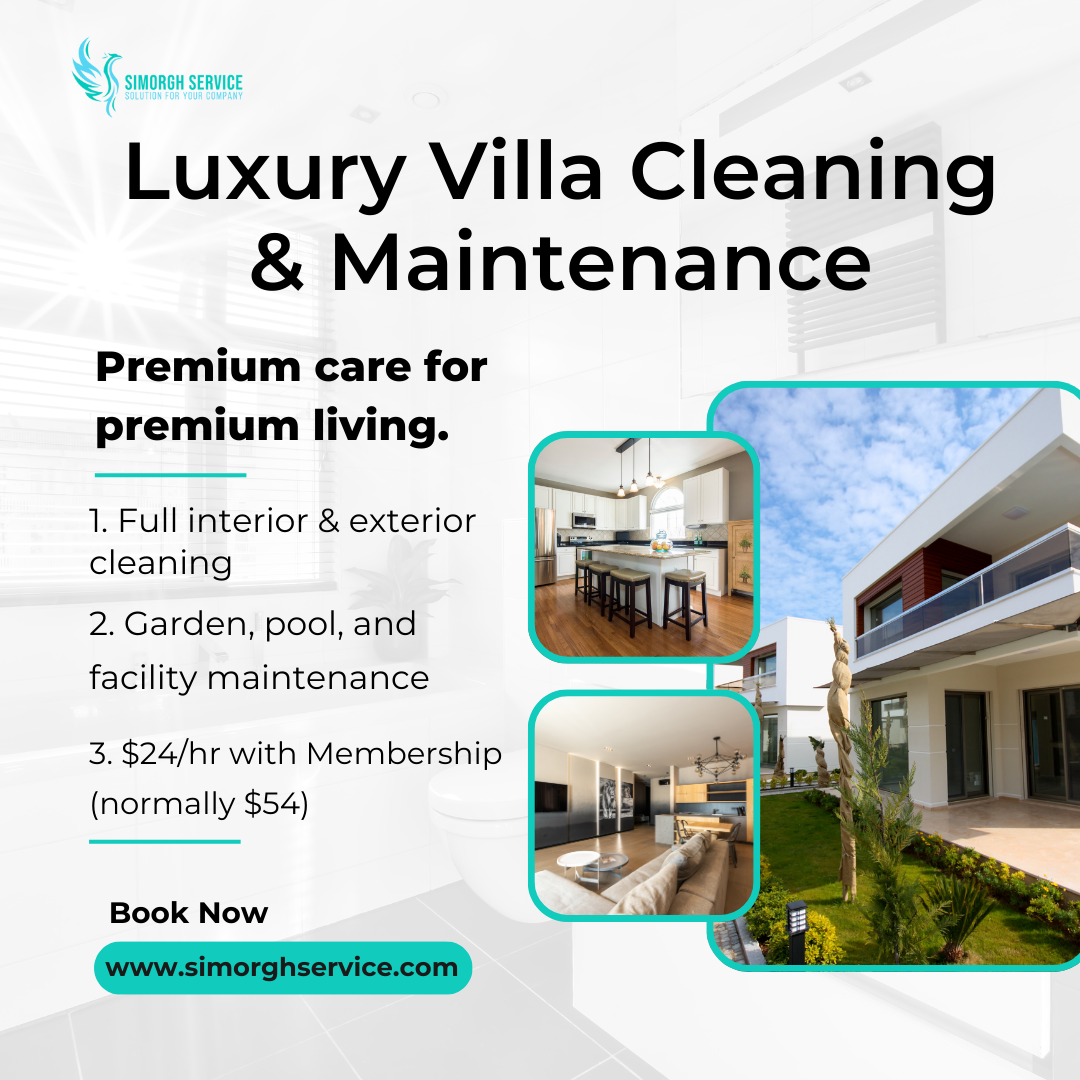 SIMORGH SERVICE
SOLUTION FOR YOUR COMPANY
Luxury Villa Cleaning
& Maintenance
Premium care for
premium living.
1. Full interior & exterior
cleaning
2. Garden, pool, and
facility maintenance
3. $24/hr with Membership
(normally $54)
Book Now
www.simorghservice.com